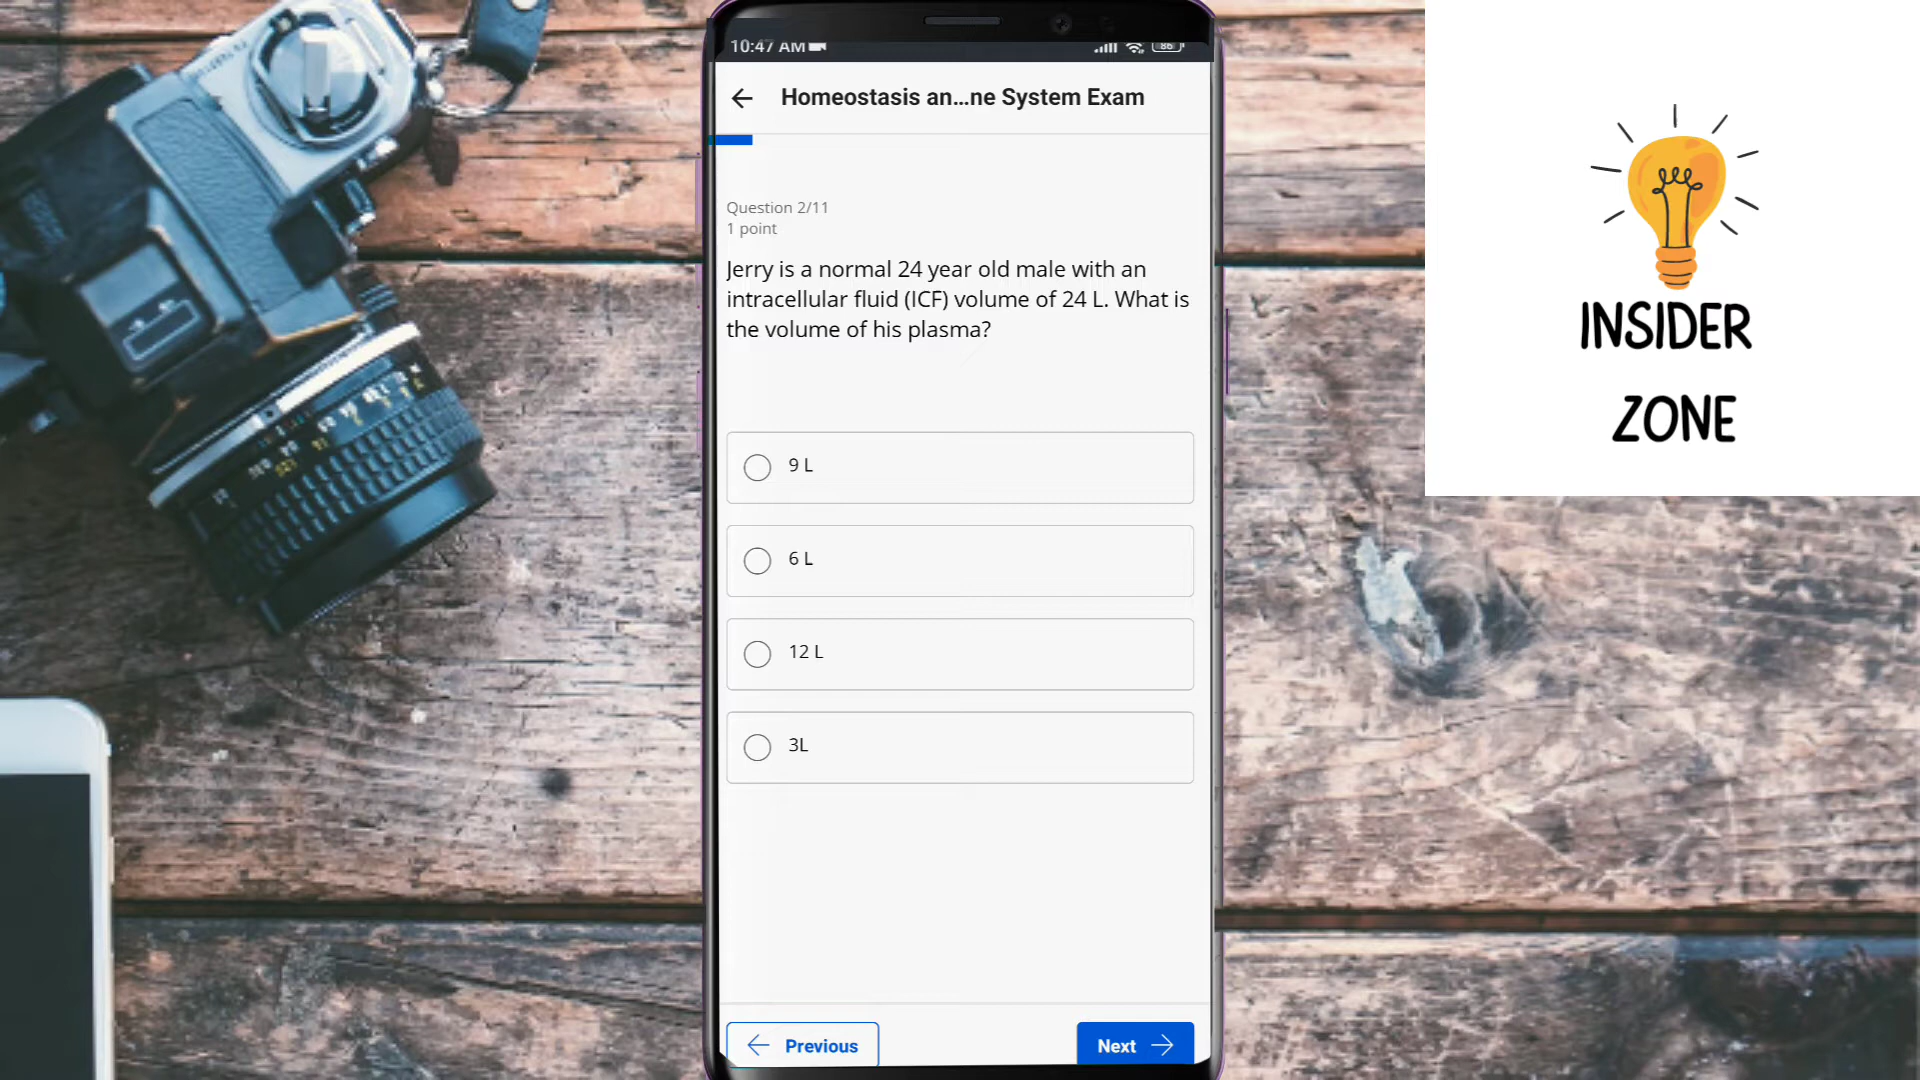 10:47 AM
86
Homeostasis an...ne System Exam
Question 2/11
1 point
Jerry is a normal 24 year old male with an
intracellular fluid (ICF) volume of 24 L. What is
the volume of his plasma?
9 L
6 L
12 L
3L
Previous
Next
INSIDER
ZONE